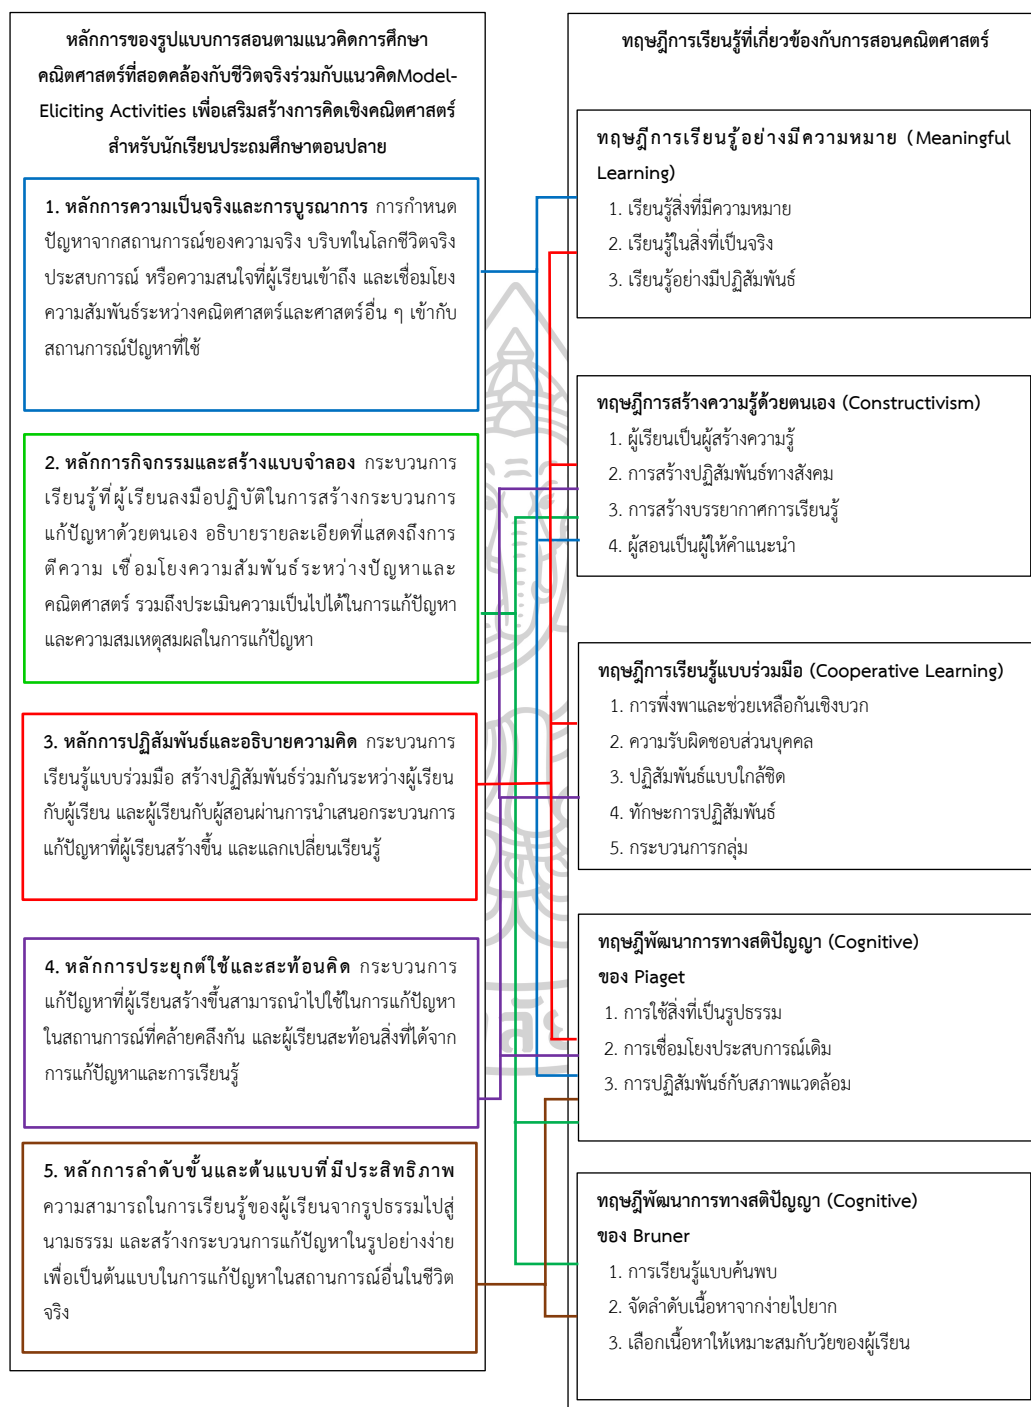 หลักการของรูปแบบการสอนตามแนวคิดการศึกษา
คณิตศาสตร์ที่สอดคล้องกับชีวิตจริงร่วมกับแนวคิดModel-
Eliciting Activities เพื่อเสริมสร้างการคิดเชิงคณิตศาสตร์
สำหรับนักเรียนประถมศึกษาตอนปลาย
1. หลักการความเป็นจริงและการบูรณาการ การกำหนด
ปัญหาจากสถานการณ์ของความจริง บริบทในโลกชีวิตจริง
ประสบการณ์ หรือความสนใจที่ผู้เรียนเข้าถึง และเชื่อมโยง
ความสัมพันธ์ระหว่างคณิตศาสตร์และศาสตร์อื่น ๆ เข้ากับ
สถานการณ์ปัญหาที่ใช้
2. หลักการกิจกรรมและสร้างแบบจำลอง กระบวนการ
เรียนรู้ที่ผู้เรียนลงมือปฏิบัติในการสร้างกระบวนการ
แก้ปัญหาด้วยตนเอง อธิบายรายละเอียดที่แสดงถึงการ
ตีความ เชื่อมโยงความสัมพันธ์ระหว่างปัญหาและ
คณิตศาสตร์ รวมถึงประเมินความเป็นไปได้ในการแก้ปัญหา
และความสมเหตุสมผลในการแก้ปัญหา
3. หลักการปฏิสัมพันธ์และอธิบายความคิด กระบวนการ
เรียนรู้แบบร่วมมือ สร้างปฏิสัมพันธ์ร่วมกันระหว่างผู้เรียน
กับผู้เรียน และผู้เรียนกับผู้สอนผ่านการนำเสนอกระบวนการ
แก้ปัญหาที่ผู้เรียนสร้างขึ้น และแลกเปลี่ยนเรียนรู้
4. หลักการประยุกต์ใช้และสะท้อนคิด กระบวนการ
แก้ปัญหาที่ผู้เรียนสร้างขึ้นสามารถนำไปใช้ในการแก้ปัญหา
ในสถานการณ์ที่คล้ายคลึงกัน และผู้เรียนสะท้อนสิ่งที่ได้จาก
การแก้ปัญหาและการเรียนรู้
5. หลักการลำดับขั้นและต้นแบบที่มีประสิทธิภาพ
ความสามารถในการเรียนรู้ของผู้เรียนจากรูปธรรมไปสู่
นามธรรม และสร้างกระบวนการแก้ปัญหาในรูปอย่างง่าย
เพื่อเป็นต้นแบบในการแก้ปัญหาในสถานการณ์อื่นในชีวิต
จริง
ทฤษฎีการเรียนรู้ที่เกี่ยวข้องกับการสอนคณิตศาสตร์
ทฤษฎีการเรียนรู้อย่างมีความหมาย (Meaningful
Learning)
1. เรียนรู้สิ่งที่มีความหมาย
2. เรียนรู้ในสิ่งที่เป็นจริง
3. เรียนรู้อย่างมีปฏิสัมพันธ์
ทฤษฎีการสร้างความรู้ด้วยตนเอง (Constructivism)
1. ผู้เรียนเป็นผู้สร้างความรู้
2. การสร้างปฏิสัมพันธ์ทางสังคม
3. การสร้างบรรยากาศการเรียนรู้
4. ผู้สอนเป็นผู้ให้คำแนะนำ
ทฤษฎีการเรียนรู้แบบร่วมมือ (Cooperative Learning)
1. การพึ่งพาและช่วยเหลือกันเชิงบวก
2. ความรับผิดชอบส่วนบุคคล
3. ปฏิสัมพันธ์แบบใกล้ชิด
4. ทักษะการปฏิสัมพันธ์
5. กระบวนการกลุ่ม
ทฤษฎีพัฒนาการทางสติปัญญา (Cognitive)
ของ Piaget
1. การใช้สิ่งที่เป็นรูปธรรม
2. การเชื่อมโยงประสบการณ์เดิม
3. การปฏิสัมพันธ์กับสภาพแวดล้อม
ทฤษฎีพัฒนาการทางสติปัญญา (Cognitive)
ของ Bruner
1. การเรียนรู้แบบค้นพบ
2. จัดลำดับเนื้อหาจากง่ายไปยาก
3. เลือกเนื้อหาให้เหมาะสมกับวัยของผู้เรียน